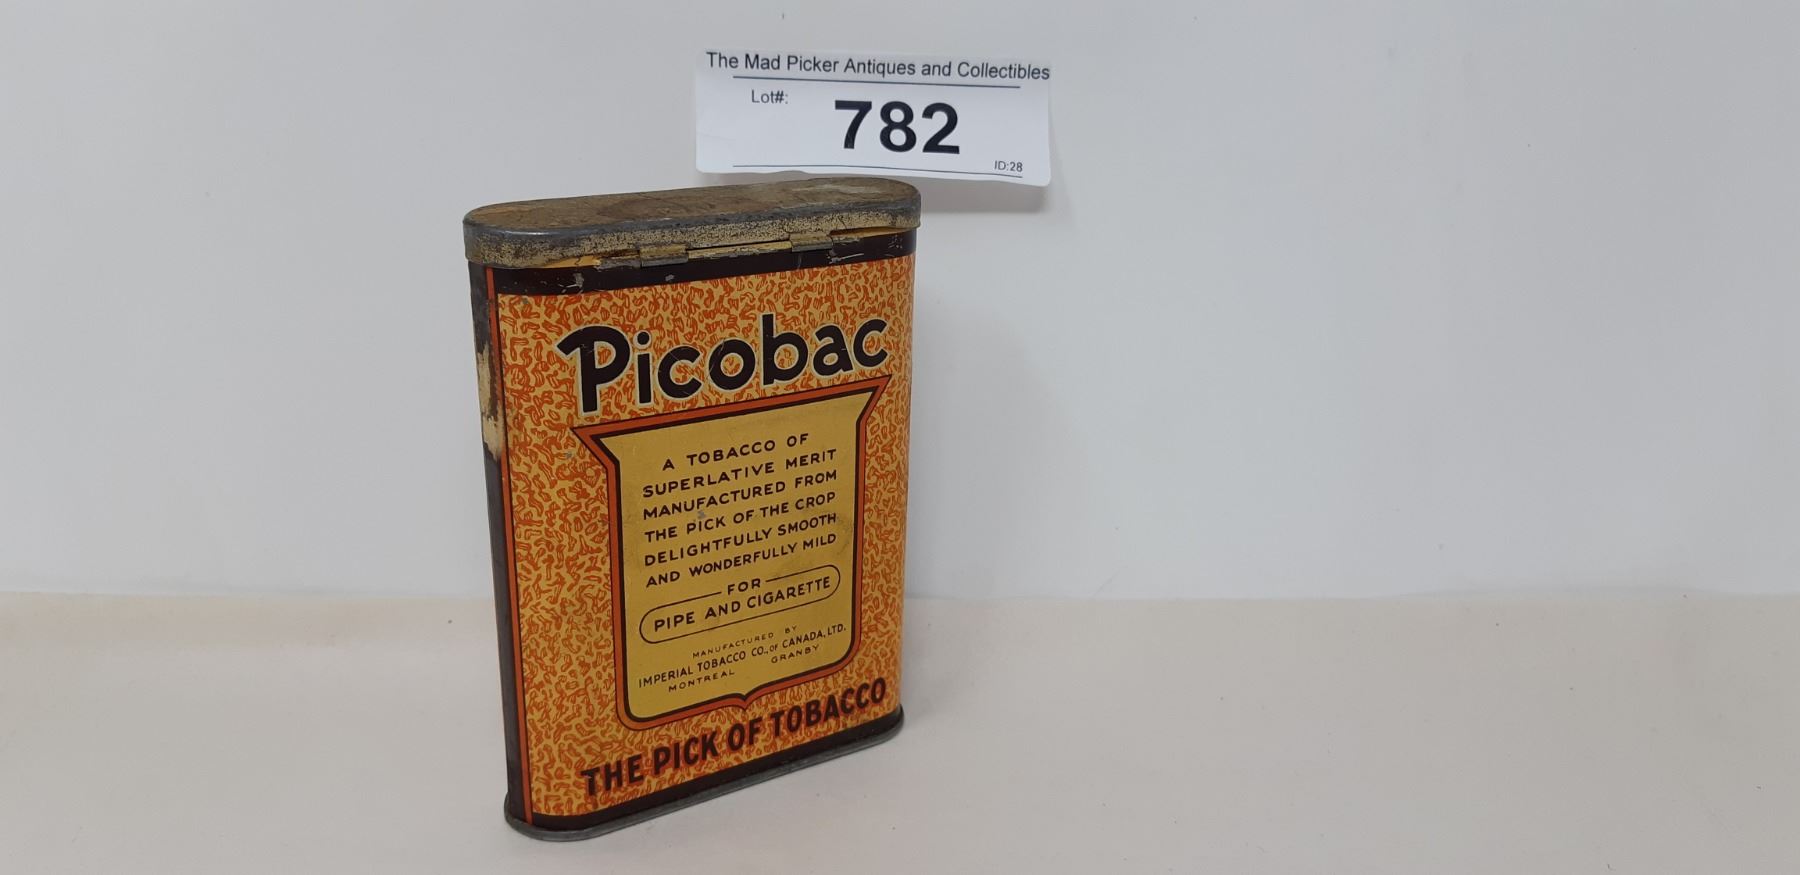 The Mad Picker Antiques and Collectibles
Lot#: 782
ID:28
Picobac
A TOBACCO OF
SUPERLATIVE MERIT
MANUFACTURED FROM
THE PICK OF THE CROP
DELIGHTFULLY SMOOTH
AND WONDERFULLY MILD
FOR
PIPE AND CIGARETTE
MANUFACTURED BY
IMPERIAL TOBACCO CO., OF CANADA, LTD.
MONTREAL GRANBY
THE PICK OF TOBACCO